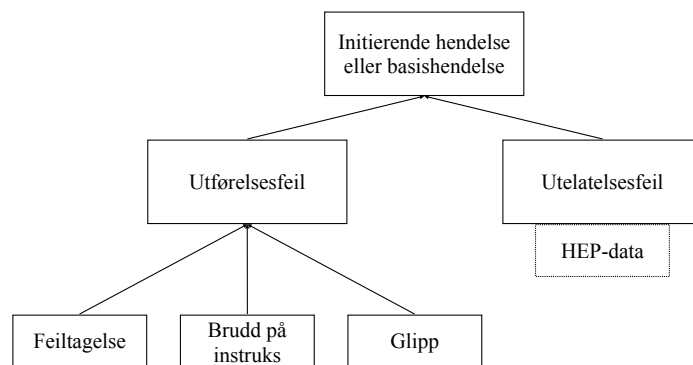 Initierende hendelse
eller basishendelse
Utførelsesfeil
Utelatelsesfeil
HEP-data
Feiltagelse
Brudd på
instruks
Glipp